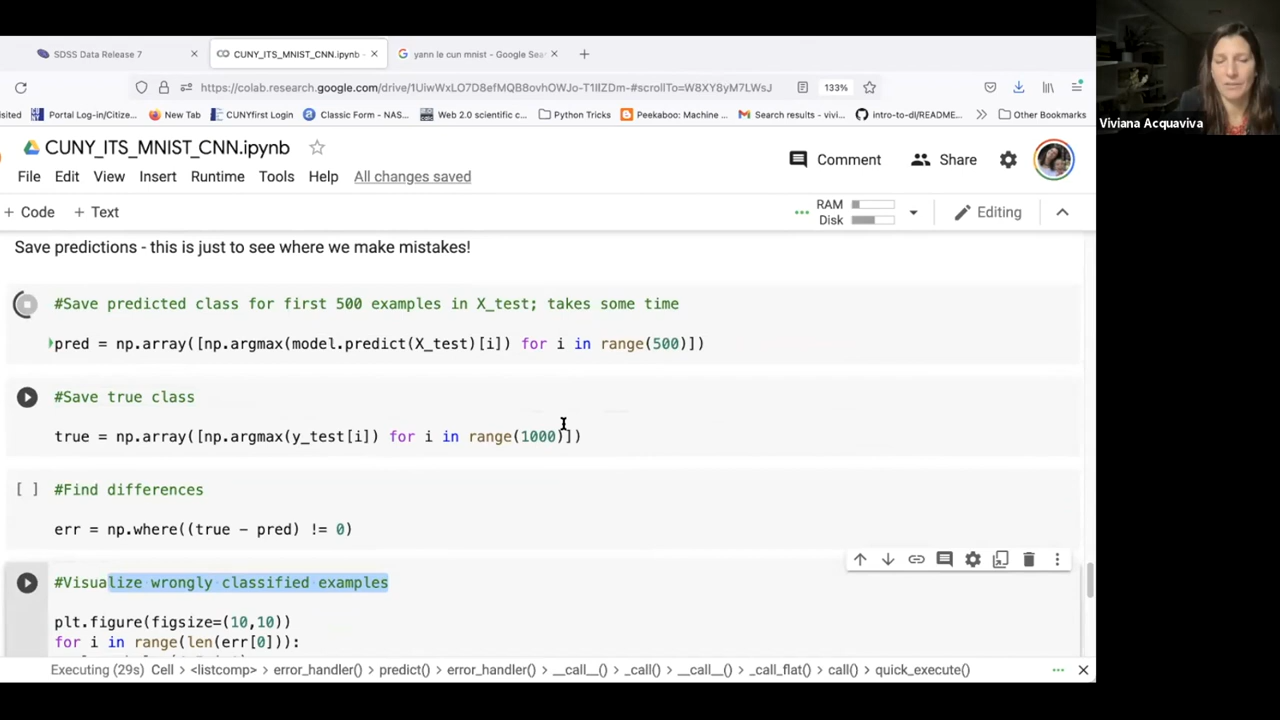 SDSS Data Release 7
CUNY_ITS_MNIST_CNN.ipynb -
yann le cun mnist - Google Sea
https://colab.research.google.com/drive/1UiwWxLO7D8efMQB8ovhOWJo-T1IIZDm-#scrollTo=W8XY8yM7LWsJ
133%
isited
Portal Log-in/Citize...
New Tab
CUNYfirst Login
Classic Form - NAS...
Web 2.0 scientific c...
Python Tricks
Peekaboo: Machine ...
Search results - vivi...
intro-to-dl/README...
Other Bookmarks
Viviana Acquaviva
CUNY_ITS_MNIST_CNN.ipynb
Comment
Share
File Edit View Insert Runtime Tools Help All changes saved
+ Code + Text
RAM
Disk
Editing
Save predictions - this is just to see where we make mistakes!
#Save predicted class for first 500 examples in X_test; takes some time
pred = np.array([np.argmax(model.predict(X_test)[i]) for i in range(500)])
#Save true class
true = np.array([np.argmax(y_test[i]) for i in range(1000)])
[ ] #Find differences
err = np.where((true - pred) != 0)
#Visualize wrongly classified examples
plt.figure(figsize=(10,10))
for i in range(len(err[0])):
Executing (29s) Cell > <listcomp> > error_handler() > predict() > error_handler() > __call__() > _call() > __call__() > _call_flat() > call() > quick_execute()